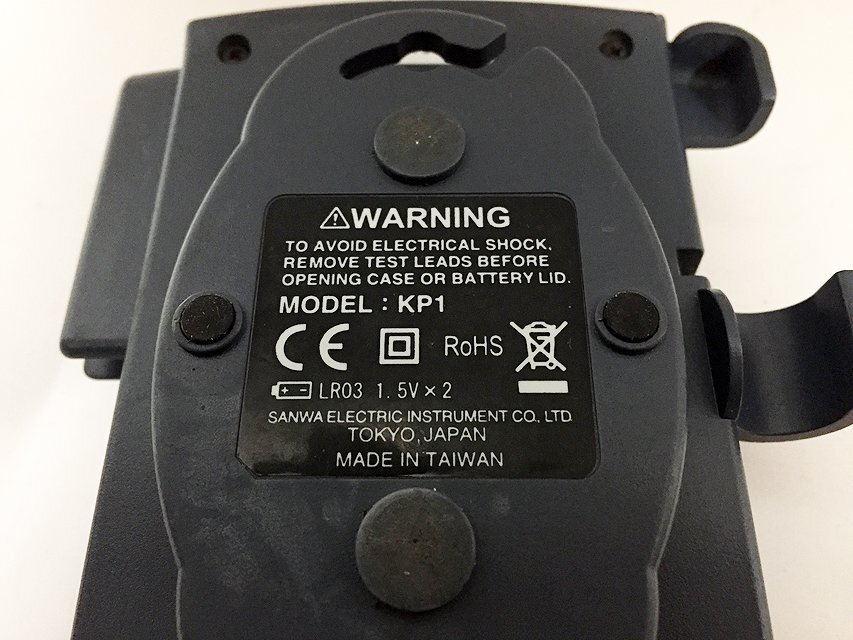 ⚠WARNING
TO AVOID ELECTRICAL SHOCK,
REMOVE TEST LEADS BEFORE
OPENING CASE OR BATTERY LID.
MODEL : KP1
CE RoHS
LR03 1.5V×2
SANWA ELECTRIC INSTRUMENT CO., LTD.
TOKYO, JAPAN
MADE IN TAIWAN